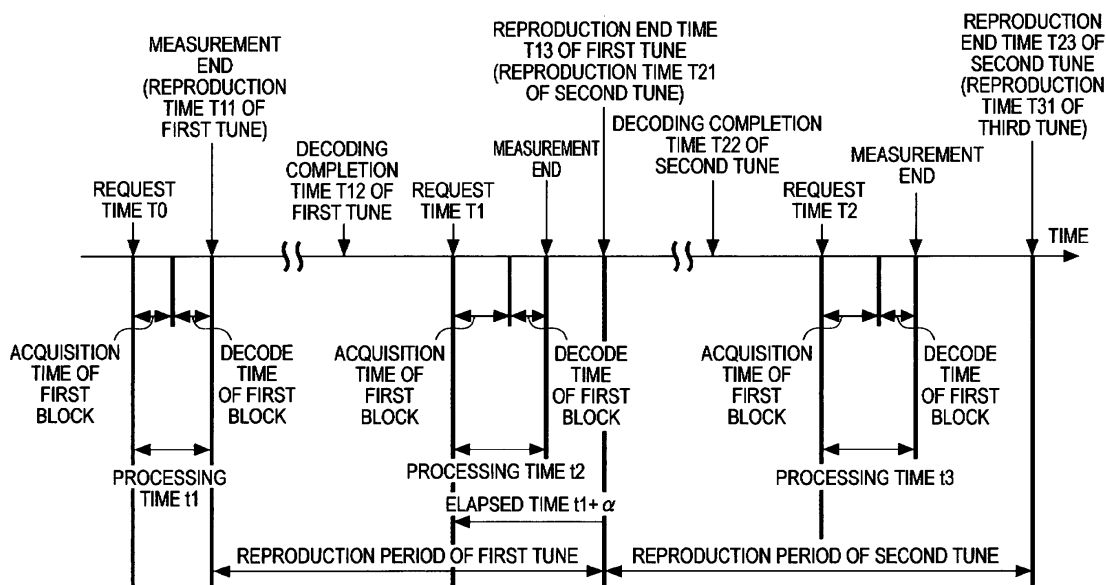 MEASUREMENT
END
(REPRODUCTION
TIME T11 OF
FIRST TUNE)
REPRODUCTION END TIME
T13 OF FIRST TUNE
(REPRODUCTION TIME T21
OF SECOND TUNE)
REPRODUCTION
END TIME T23 OF
SECOND TUNE
(REPRODUCTION
TIME T31 OF
THIRD TUNE)
REQUEST
TIME T0
DECODING
COMPLETION
TIME T12 OF
FIRST TUNE
REQUEST
TIME T1
MEASUREMENT
END
DECODING COMPLETION
TIME T22 OF
SECOND TUNE
REQUEST
TIME T2
MEASUREMENT
END
TIME
ACQUISITION
TIME OF
FIRST
BLOCK
DECODE
TIME
OF FIRST
BLOCK
ACQUISITION
TIME OF
FIRST
BLOCK
DECODE
TIME
OF FIRST
BLOCK
ACQUISITION
TIME OF
FIRST
BLOCK
DECODE
TIME
OF FIRST
BLOCK
PROCESSING
TIME t1
PROCESSING TIME t2
PROCESSING TIME t3
ELAPSED TIME t1+ α
REPRODUCTION PERIOD OF FIRST TUNE
REPRODUCTION PERIOD OF SECOND TUNE